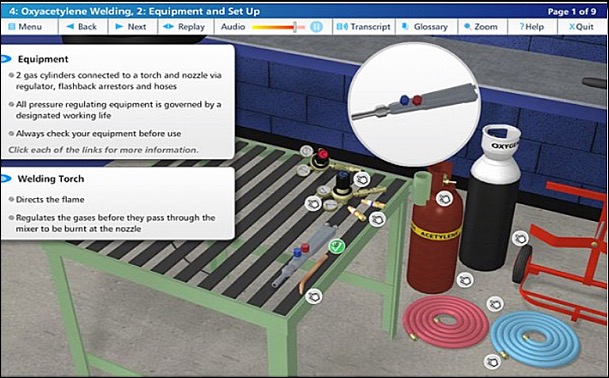 4: Oxyacetylene Welding, 2: Equipment and Set Up
Page 1 of 9
Menu
Back
Next
Replay
Audio
Transcript
Glossary
Zoom
?Help
XQuit
Equipment
2 gas cylinders connected to a torch and nozzle via
regulator, flashback arrestors and hoses
All pressure regulating equipment is governed by a
designated working life
Always check your equipment before use
Click each of the links for more information.
Welding Torch
Directs the flame
Regulates the gases before they pass through the
mixer to be burnt at the nozzle
OXYGE
ACETYLENE